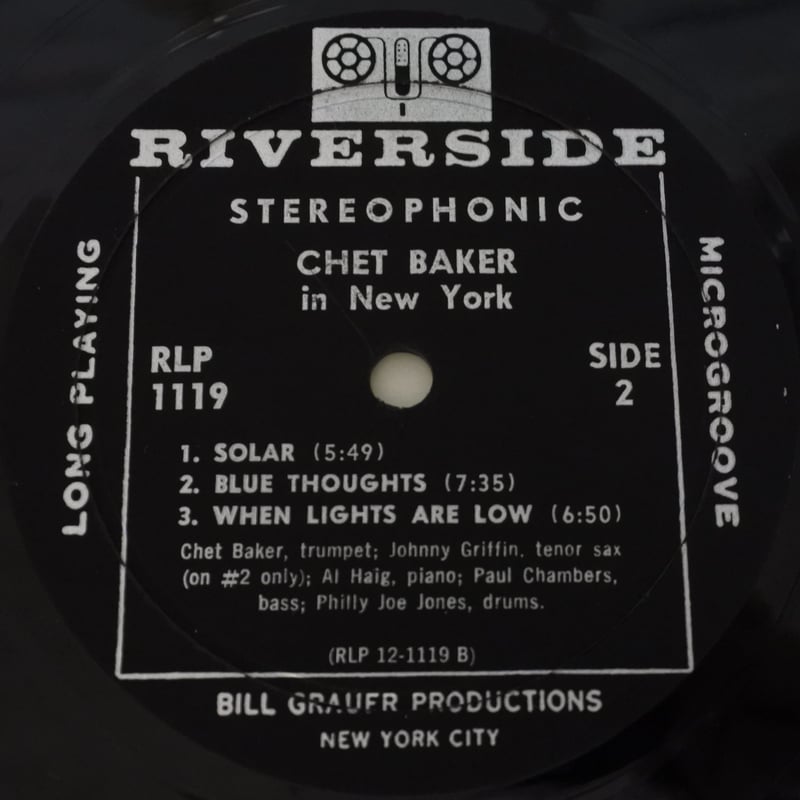 RIVERSIDE
STEREOPHONIC
CHET BAKER
in New York
LONG PLAYING
MICROGROOVE
RLP
1119
SIDE
2
1. SOLAR (5:49)
2. BLUE THOUGHTS (7:35)
3. WHEN LIGHTS ARE LOW (6:50)
Chet Baker, trumpet; Johnny Griffin. tenor sax
(on #2 only); Al Haig, piano; Paul Chambers,
bass; Philly Joe Jones, drums.
(RLP 12-1119 B)
BILL GRAUER PRODUCTIONS
NEW YORK CITY